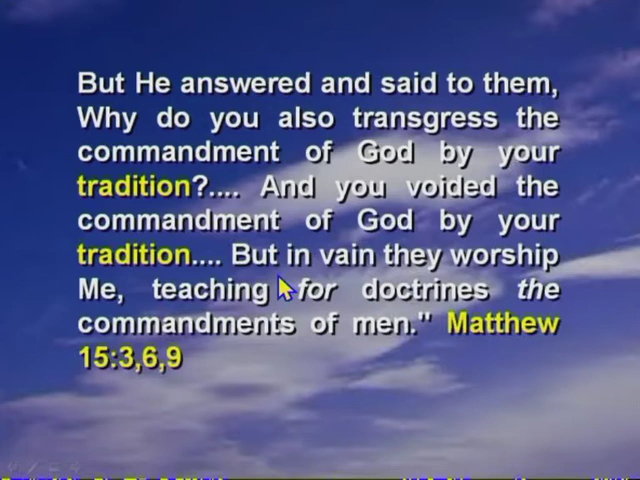 But He answered and said to them,
Why do you also transgress the
commandment of God by your
tradition?.... And you voided the
commandment of God by your
tradition.... But in vain they worship
Me, teaching for doctrines the
commandments of men." Matthew
15:3,6,9